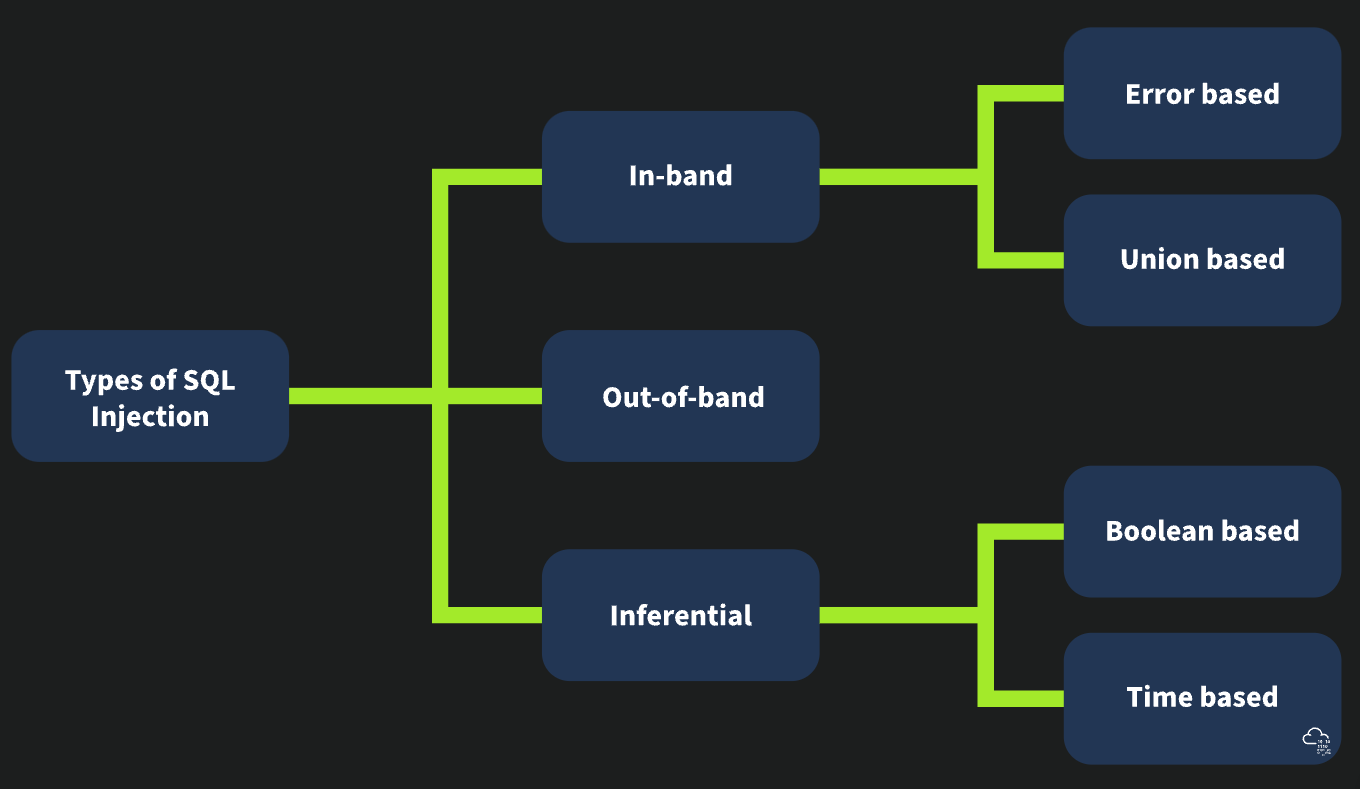 Types of SQL
Injection
In-band
Error based
Union based
Out-of-band
Inferential
Boolean based
Time based